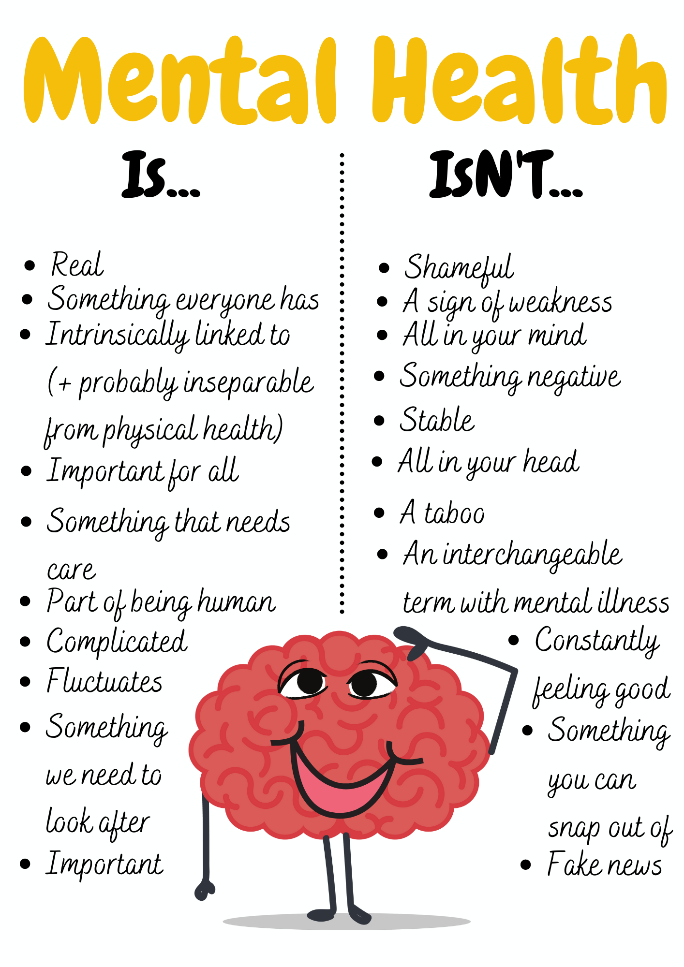 Mental Health
Is...
• Real
• Something everyone has
• Intrinsically linked to
(+ probably inseparable
from physical health)
• Important for all
• Something that needs
care
• Part of being human
• Complicated
• Fluctuates
• Something
we need to
look after
• Important
IsN'T...
• Shameful
• A sign of weakness
• All in your mind
• Something negative
• Stable
• All in your head
• A taboo
• An interchangeable
term with mental illness
• Constantly
feeling good
• Something
you can
snap out of
• Fake news